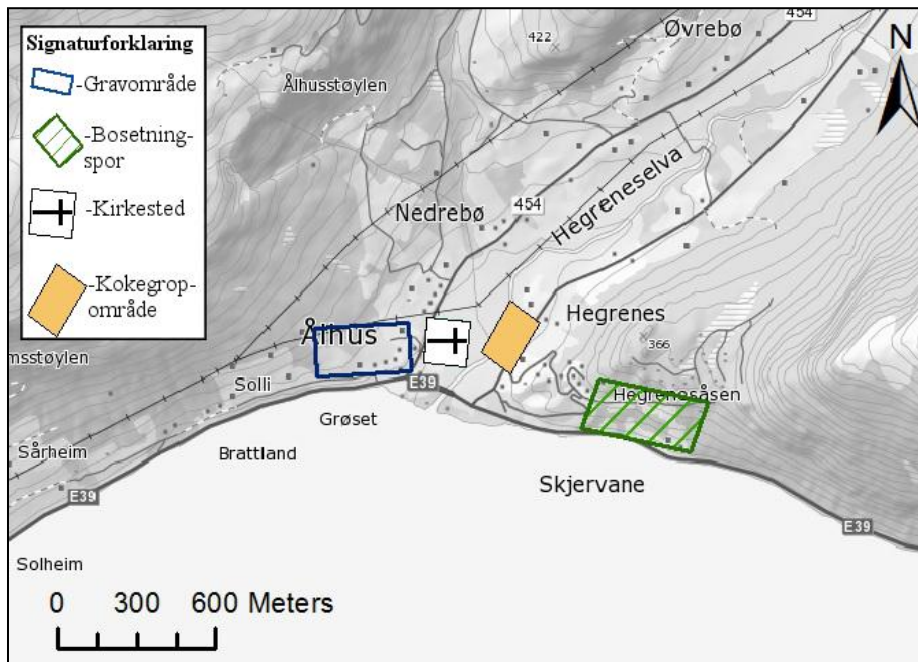 Signaturforklaring
-Gravområde
-Bosetning-
spor
-Kirkested
-Kokegrop-
område
454
Øvrebø
N
422
Ålhusstøylen
Hegreneselva
454
Nedrebø
Hegrenes
Ålhus
366
msstøylen
Solli
E39
Hegrenesåsen
Grøset
Sårheim
Brattland
Skjervane
E39
E39
Solheim
0 300 600 Meters